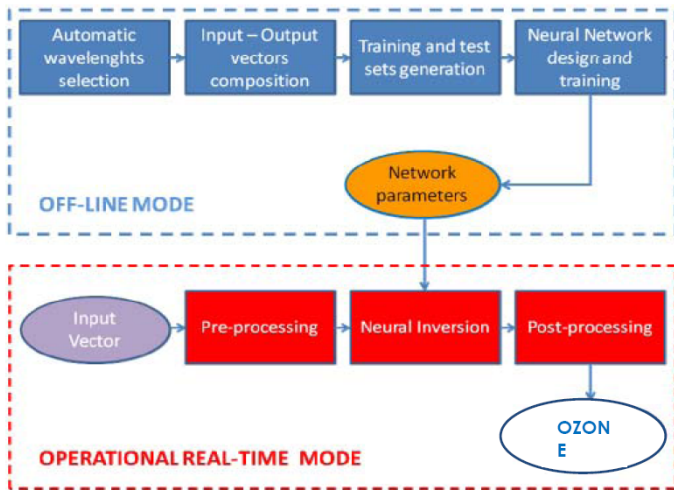 Automatic
wavelenghts
selection
Input – Output
vectors
composition
Training and test
sets generation
Neural Network
design and
training
Network
parameters
OFF-LINE MODE
Input
Vector
Pre-processing
Neural Inversion
Post-processing
OZON
E
OPERATIONAL REAL-TIME MODE